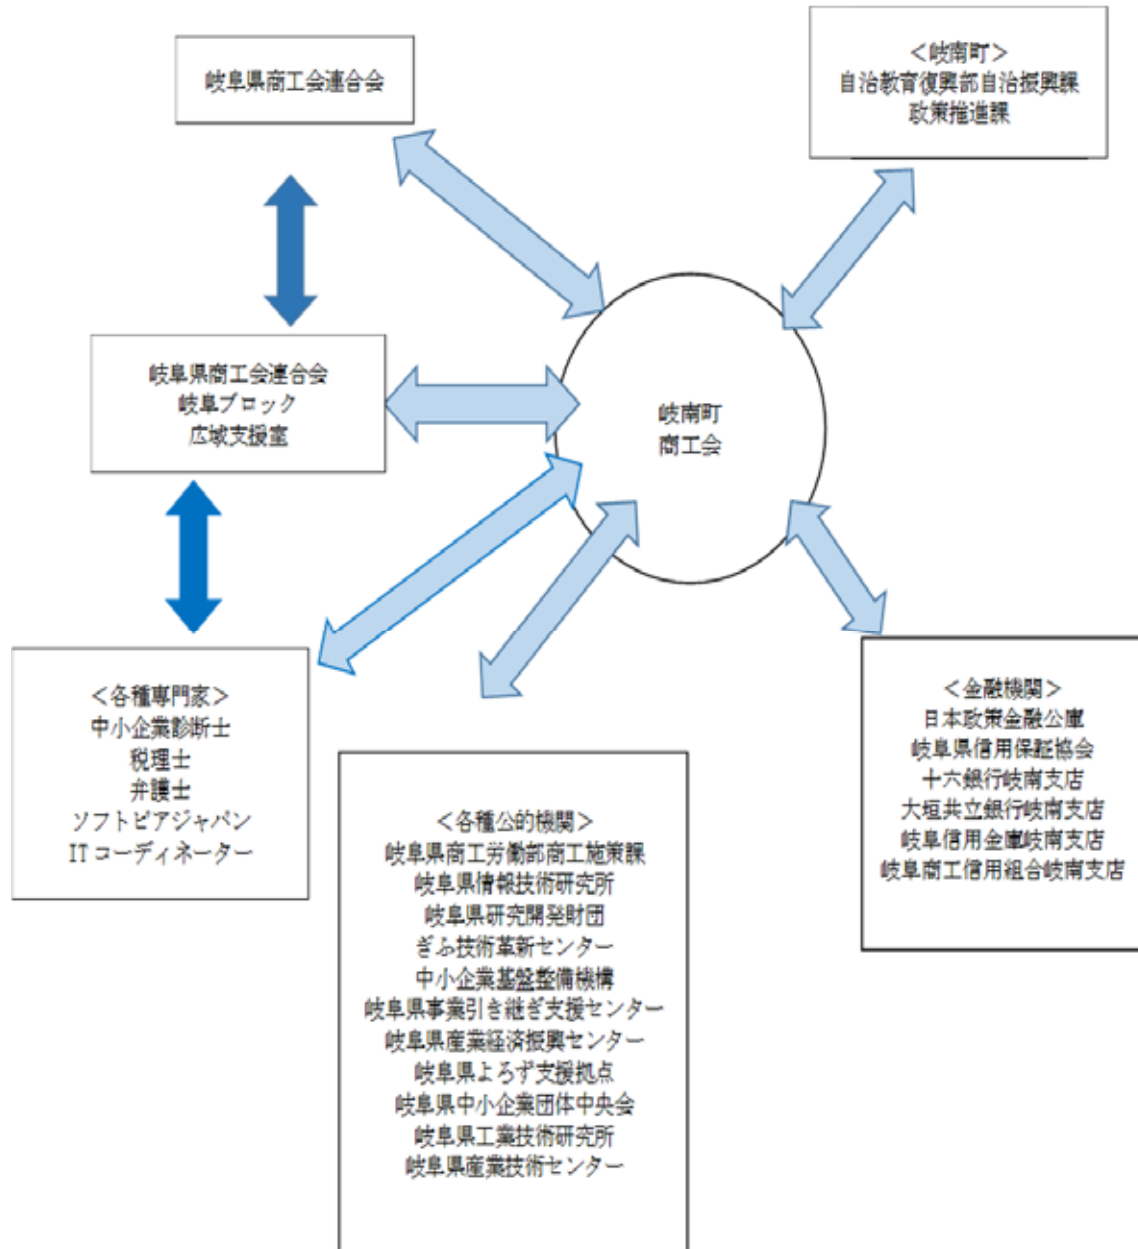 岐阜県商工会連合会
＜岐南町＞
自治教育復興部自治振興課
政策推進課
岐阜県商工会連合会
岐阜ブロック
広域支援室
岐南町
商工会
＜各種専門家＞
中小企業診断士
税理士
弁護士
ソフトピアジャパン
ITコーディネーター
＜各種公的機関＞
岐阜県商工労働部商工施策課
岐阜県情報技術研究所
岐阜県研究開発財団
ぎふ技術革新センター
中小企業基盤整備機構
岐阜県事業引き継ぎ支援センター
岐阜県産業経済振興センター
岐阜県よろず支援拠点
岐阜県中小企業団体中央会
岐阜県工業技術研究所
岐阜県産業技術センター
＜金融機関＞
日本政策金融公庫
岐阜県信用保証協会
十六銀行岐南支店
大垣共立銀行岐南支店
岐阜信用金庫岐南支店
岐阜商工信用組合岐南支店